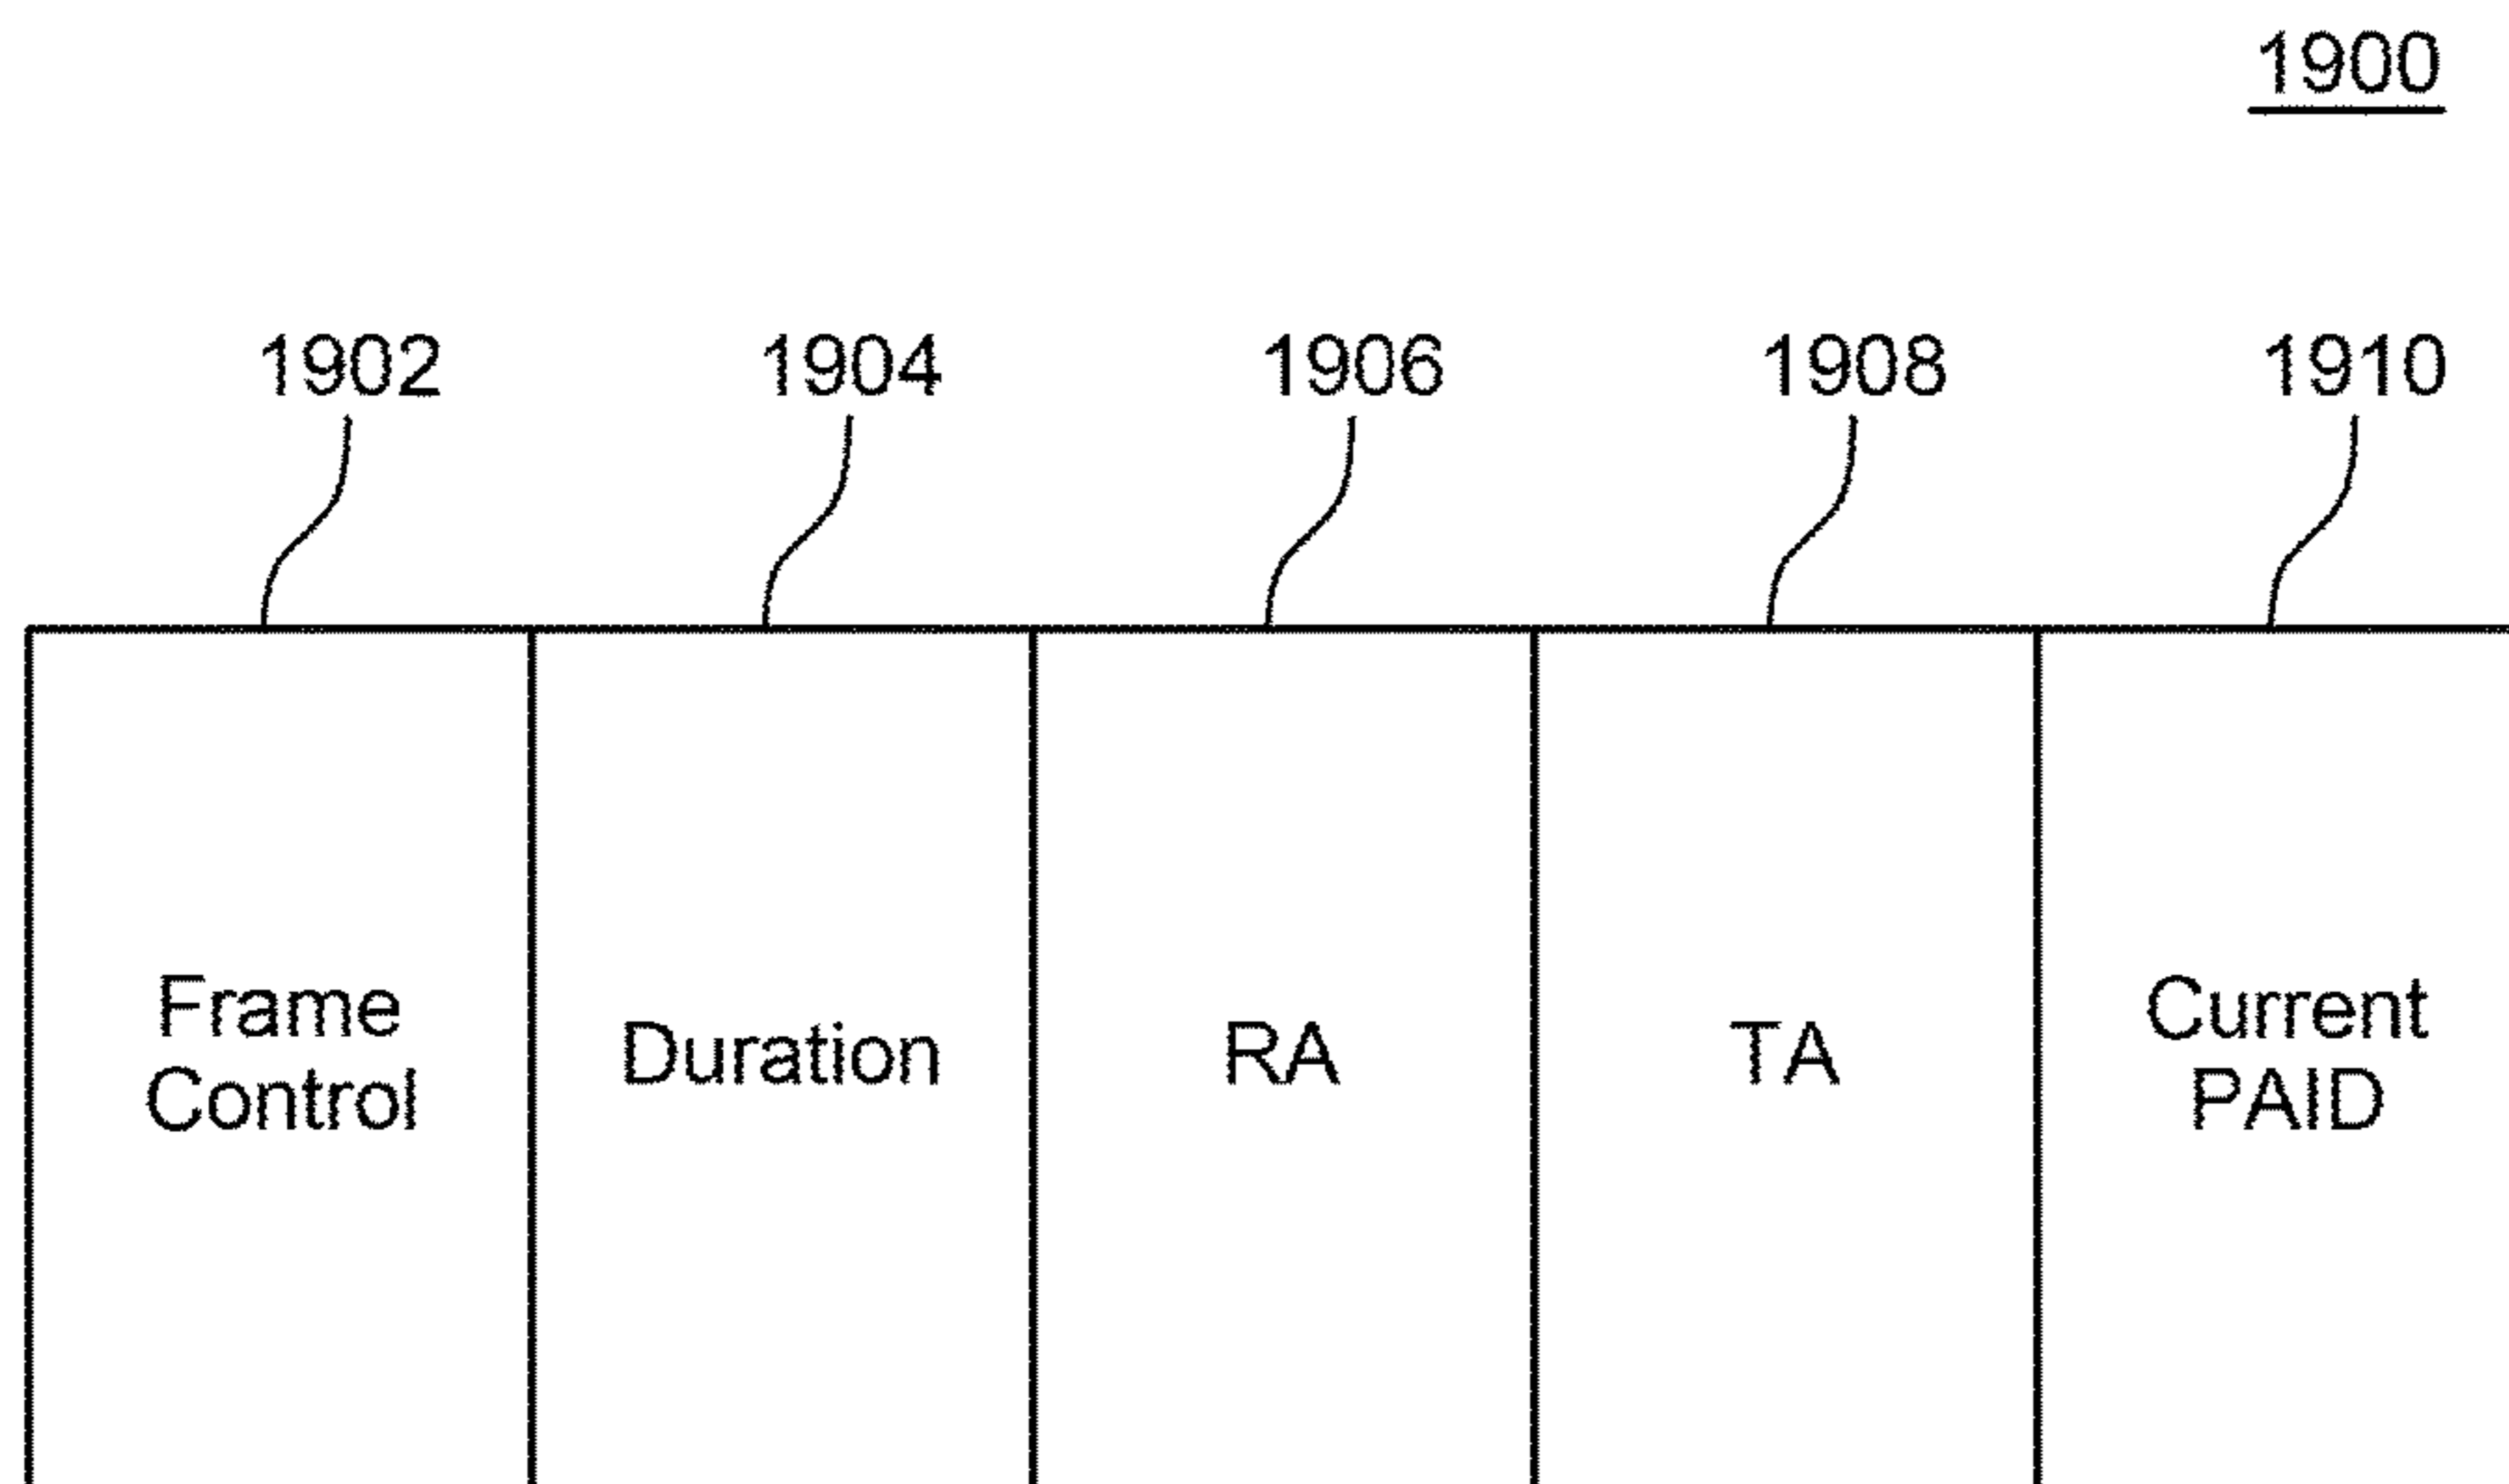 1900
1902 1904 1906 1908 1910
Frame
Control
Duration
RA
TA
Current
PAID